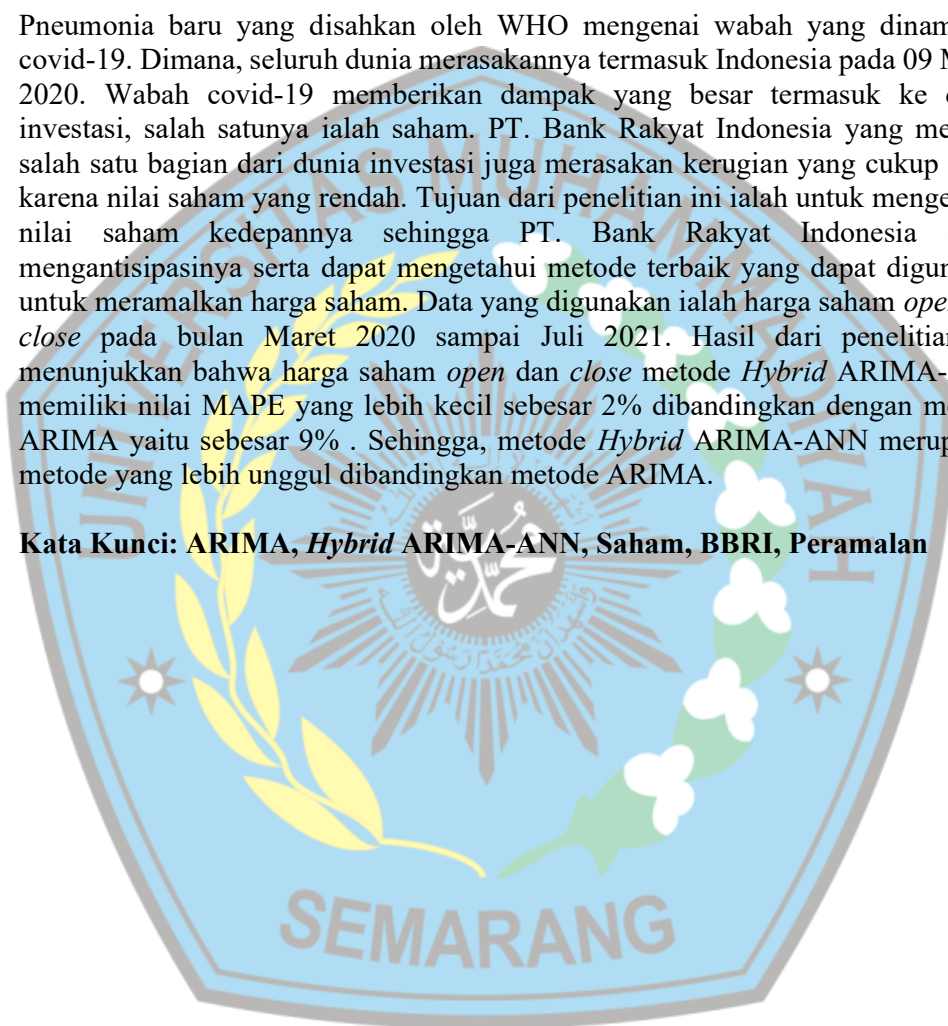 Pneumonia baru yang disahkan oleh WHO mengenai wabah yang dinam
covid-19. Dimana, seluruh dunia merasakannya termasuk Indonesia pada 09 M
2020. Wabah covid-19 memberikan dampak yang besar termasuk ke
investasi, salah satunya ialah saham. PT. Bank Rakyat Indonesia yang me
salah satu bagian dari dunia investasi juga merasakan kerugian yang cukup
karena nilai saham yang rendah. Tujuan dari penelitian ini ialah untuk menge
nilai saham kedepannya sehingga PT. Bank Rakyat Indonesia
mengantisipasinya serta dapat mengetahui metode terbaik yang dapat digun
untuk meramalkan harga saham. Data yang digunakan ialah harga saham ope
close pada bulan Maret 2020 sampai Juli 2021. Hasil dari penelitian
menunjukkan bahwa harga saham open dan close metode Hybrid ARIMA-
memiliki nilai MAPE yang lebih kecil sebesar 2% dibandingkan dengan m
ARIMA yaitu sebesar 9% . Sehingga, metode Hybrid ARIMA-ANN merup
metode yang lebih unggul dibandingkan metode ARIMA.
Kata Kunci: ARIMA, Hybrid ARIMA-ANN, Saham, BBRI, Peramalan
UNIVERSITAS MUHAMMADIYAH
محمد
SEMARANG